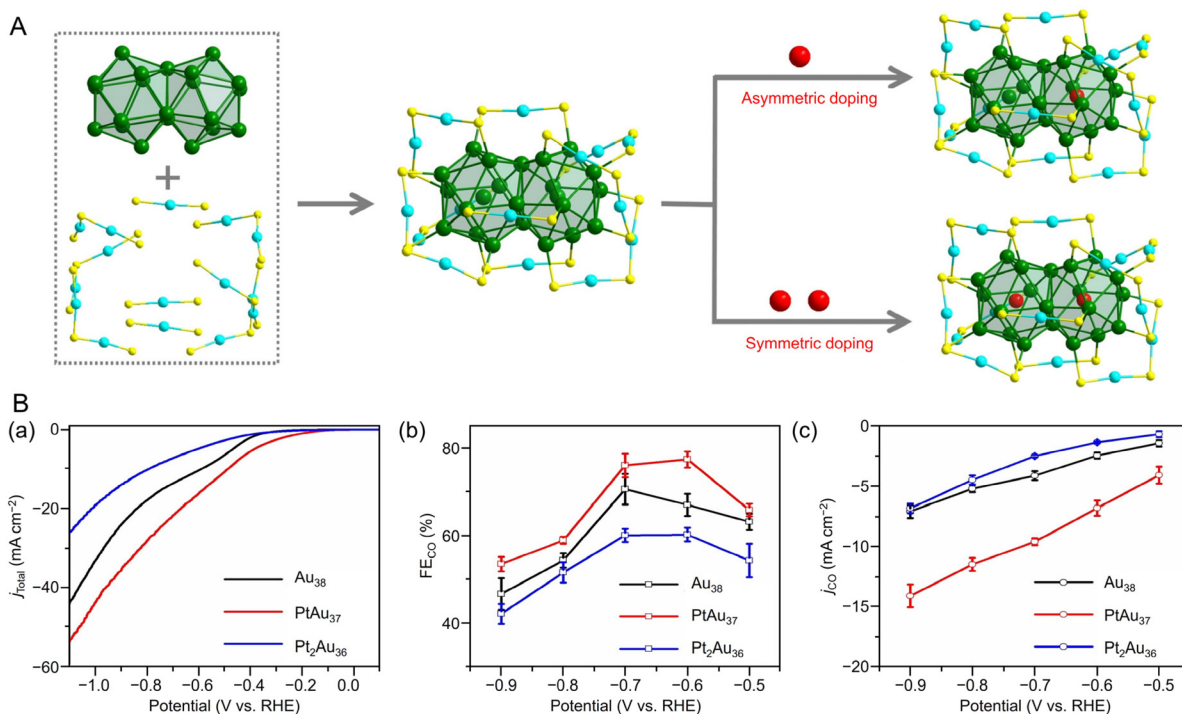 A
+
Asymmetric doping
Symmetric doping
B
(a)
0
−20
−40
−60
j_Total (mA cm⁻²)
Au₃₈
PtAu₃₇
Pt₂Au₃₆
−1.0 −0.8 −0.6 −0.4 −0.2 0.0
Potential (V vs. RHE)
(b)
80
60
40
FE_CO (%)
Au₃₈
PtAu₃₇
Pt₂Au₃₆
−0.9 −0.8 −0.7 −0.6 −0.5
Potential (V vs. RHE)
(c)
0
−5
−10
−15
−20
j_CO (mA cm⁻²)
Au₃₈
PtAu₃₇
Pt₂Au₃₆
−0.9 −0.8 −0.7 −0.6 −0.5
Potential (V vs. RHE)